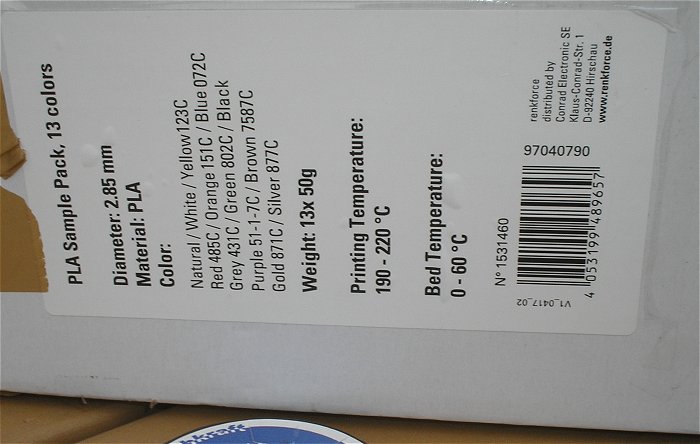 PLA Sample Pack, 13 colors
Diameter: 2.85 mm
Material: PLA
Color:
Natural / White / Yellow123C
Red 485C / Orange 151C / Blue 072C
Grey 431C / Green 802C / Black
Purple 51-1-7C / Brown 7587C
Gold 871C / Silver 877C
Weight: 13x 50g
Printing Temperature:
190 - 220 °C
Bed Temperature:
0 - 60 °C
N° 1531460
V1_0417_02
renkforce
distributed by
Conrad Electronic SE
Klaus-Conrad-Str. 1
D-92240 Hirschau
www.renkforce.de
97040790
4 053199 489657